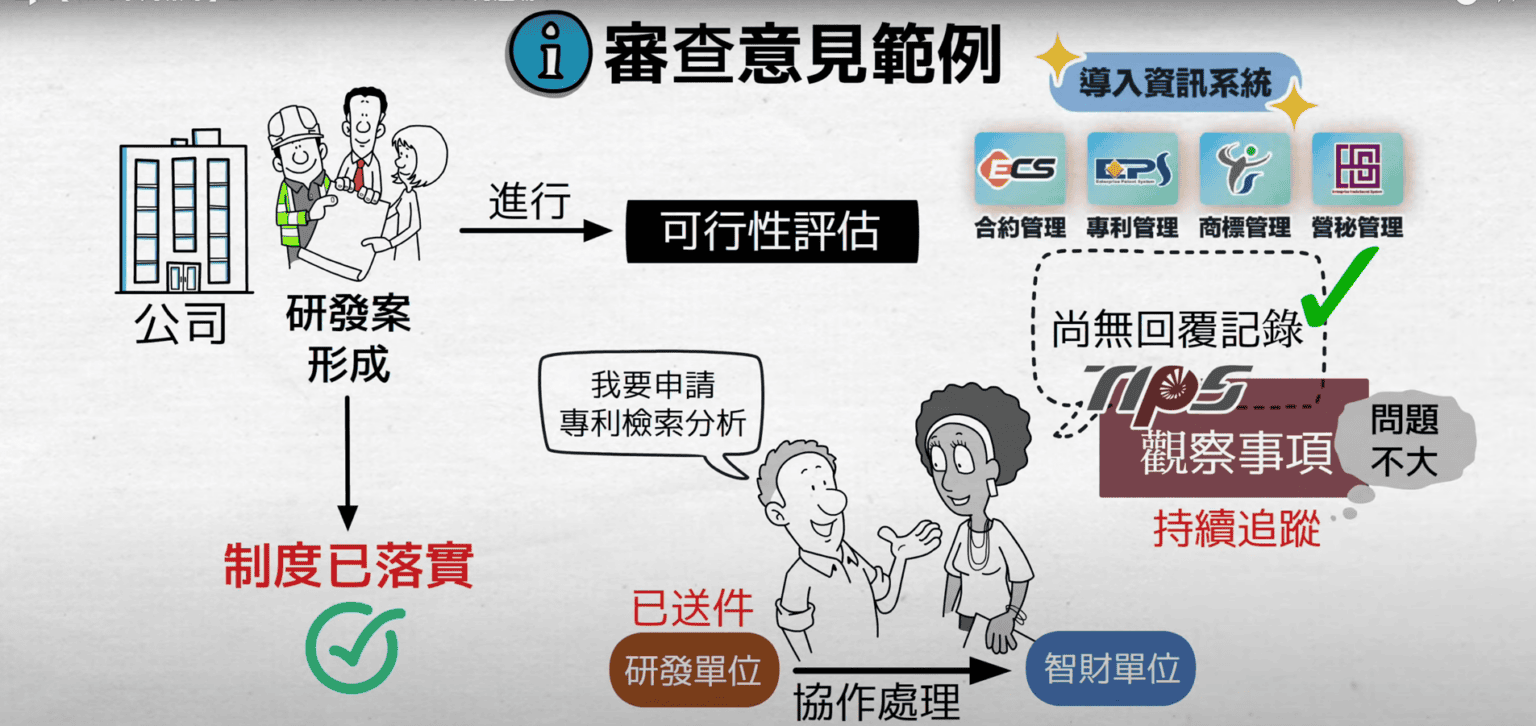 審查意見範例
導入資訊系統
ECS
EPS
Enterprise Patent System
合約管理
專利管理
商標管理
營秘管理
公司
研發案
形成
進行
可行性評估
制度已落實
我要申請
專利檢索分析
尚無回覆記錄
TIPS
觀察事項
問題
不大
持續追蹤
已送件
研發單位
協作處理
智財單位